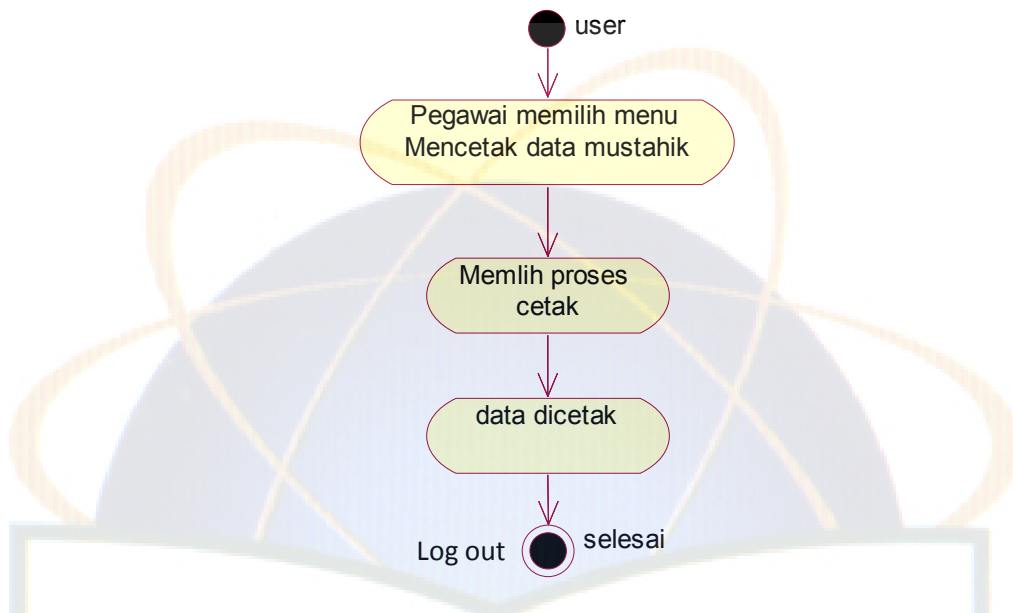 user
Pegawai memilih menu
Mencetak data mustahik
Memlih proses
cetak
data dicetak
Log out
selesai